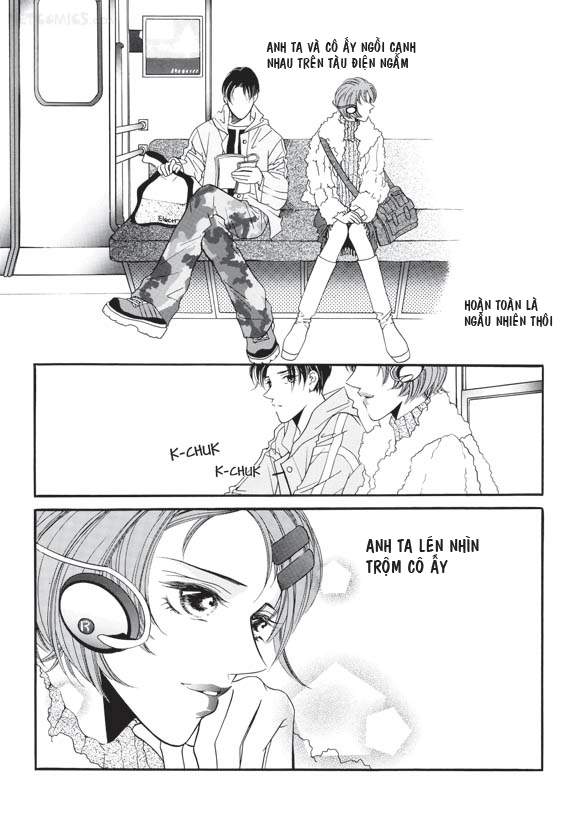 ANH TA VÀ CÔ ẤY NGỒI CẠNH
NHAU TRÊN TÀU ĐIỆN NGẦM
HOÀN TOÀN LÀ
NGẪU NHIÊN THÔI
K-CHUK
K-CHUK
ANH TA LÉN NHÌN
TRỘM CÔ ẤY
R